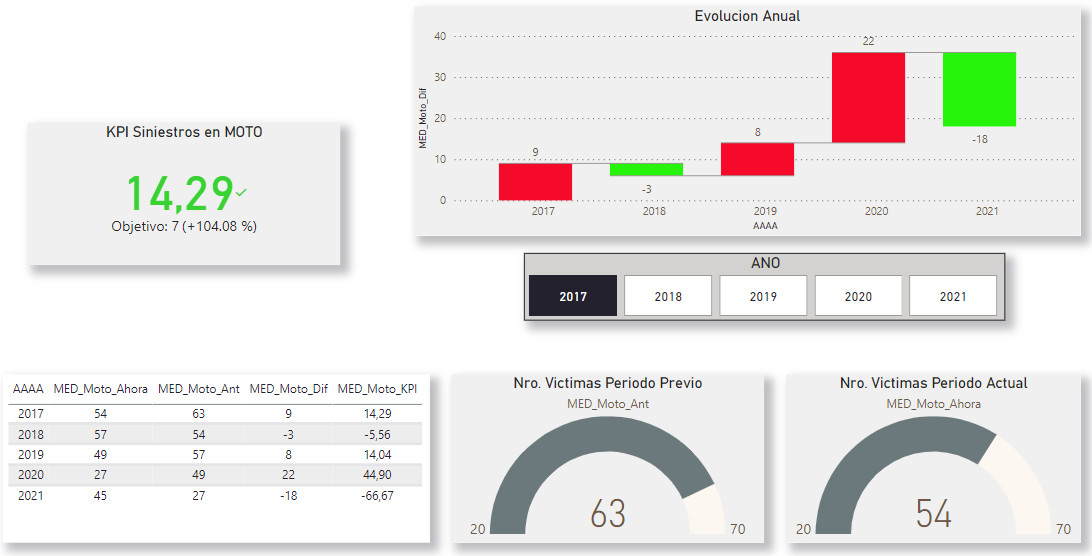 Evolucion Anual
MED_Moto_Dif
40
30
20
10
0
9
-3
8
22
-18
2017 2018 2019 2020 2021
AAAA
KPI Siniestros en MOTO
14,29
Objetivo: 7 (+104.08 %)
ANO
2017 2018 2019 2020 2021
AAAA MED_Moto_Ahora MED_Moto_Ant MED_Moto_Dif MED_Moto_KPI
2017 54 63 9 14,29
2018 57 54 -3 -5,56
2019 49 57 8 14,04
2020 27 49 22 44,90
2021 45 27 -18 -66,67
Nro. Victimas Periodo Previo
MED_Moto_Ant
63
20 70
Nro. Victimas Periodo Actual
MED_Moto_Ahora
54
20 70